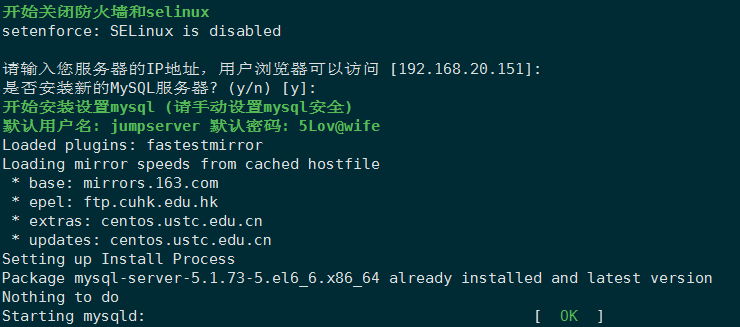 开始关闭防火墙和selinux
setenforce: SELinux is disabled
请输入您服务器的IP地址，用户浏览器可以访问 [192.168.20.151]:
是否安装新的MySQL服务器? (y/n) [y]:
开始安装设置mysql (请手动设置mysql安全)
默认用户名: jumpserver 默认密码: 5Lov@wife
Loaded plugins: fastestmirror
Loading mirror speeds from cached hostfile
 * base: mirrors.163.com
 * epel: ftp.cuhk.edu.hk
 * extras: centos.ustc.edu.cn
 * updates: centos.ustc.edu.cn
Setting up Install Process
Package mysql-server-5.1.73-5.el6_6.x86_64 already installed and latest version
Nothing to do
Starting mysqld:                                           [  OK  ]